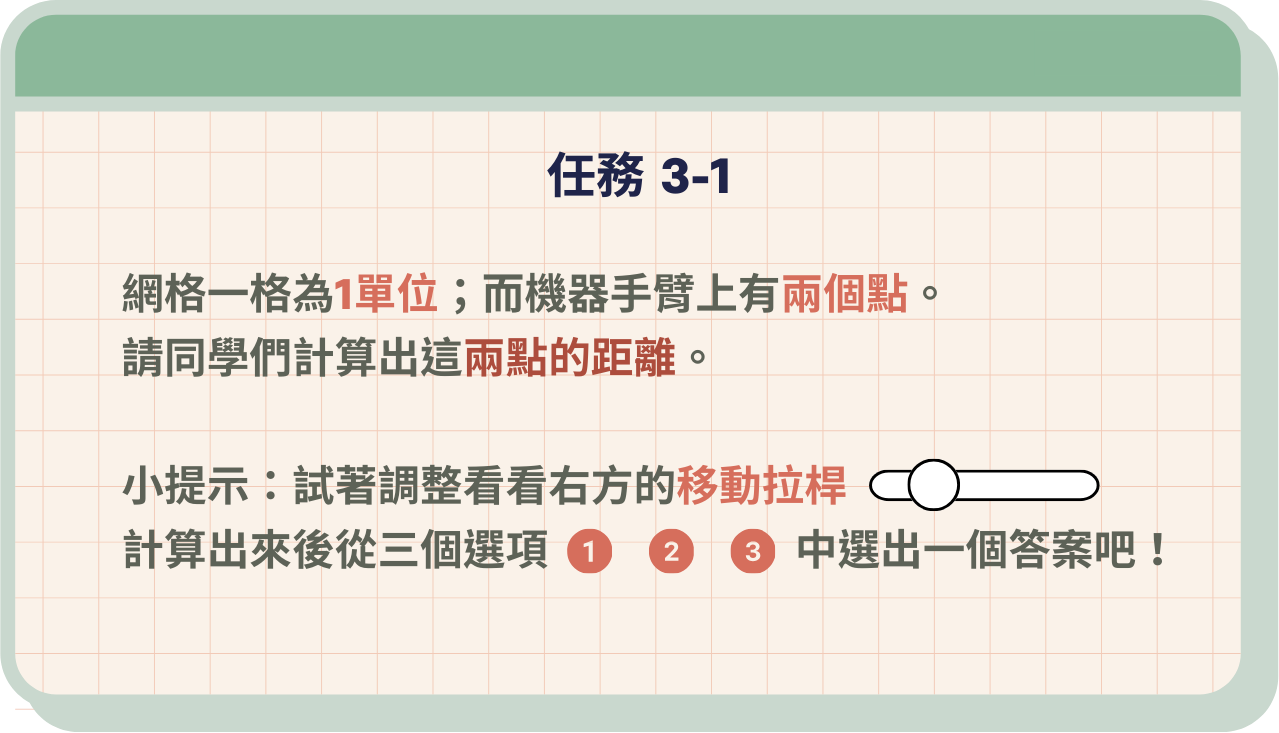 任務 3-1
網格一格為1單位；而機器手臂上有兩個點。
請同學們計算出這兩點的距離。
小提示：試著調整看看右方的移動拉桿
計算出來後從三個選項 1 2 3 中選出一個答案吧！